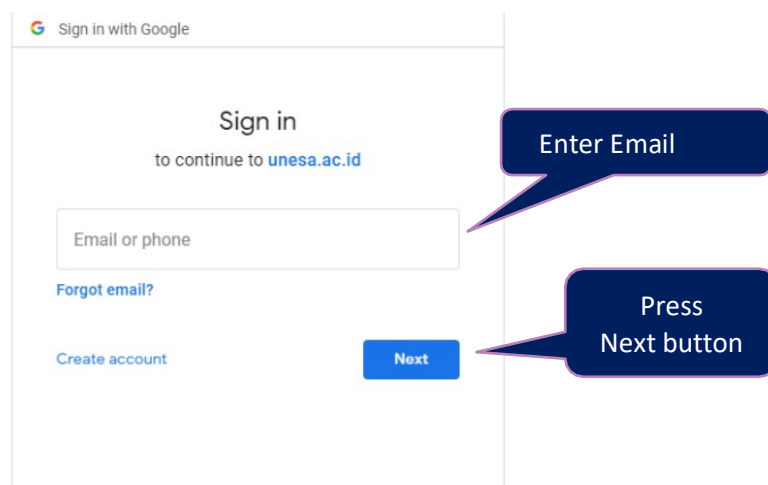 Sign in with Google
Sign in
to continue to unesa.ac.id
Enter Email
Email or phone
Forgot email?
Press
Next button
Create account
Next